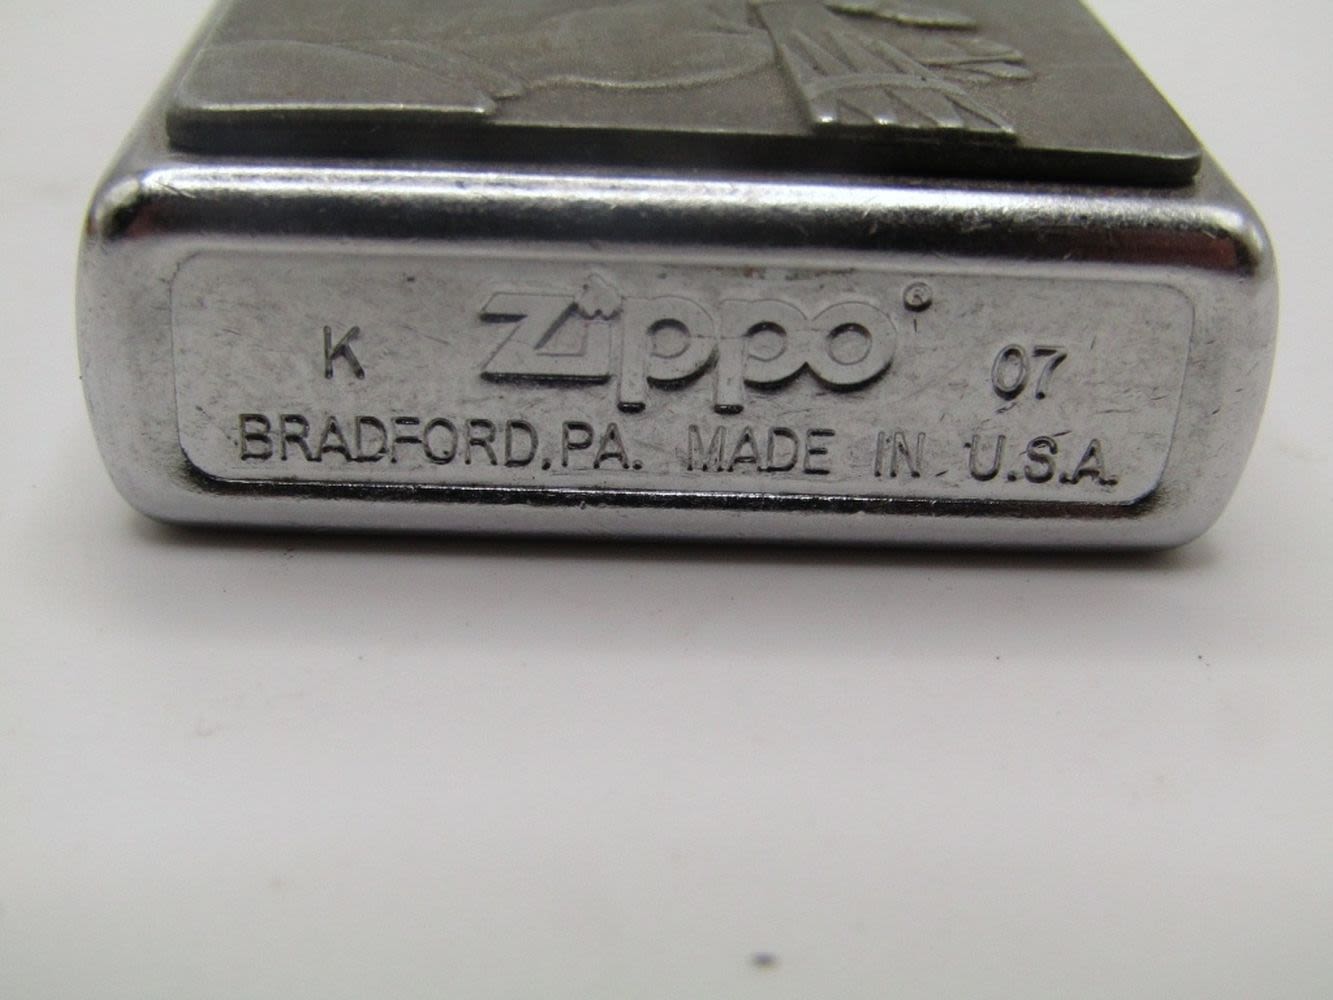 K Zippo® 07
BRADFORD, PA. MADE IN U.S.A.